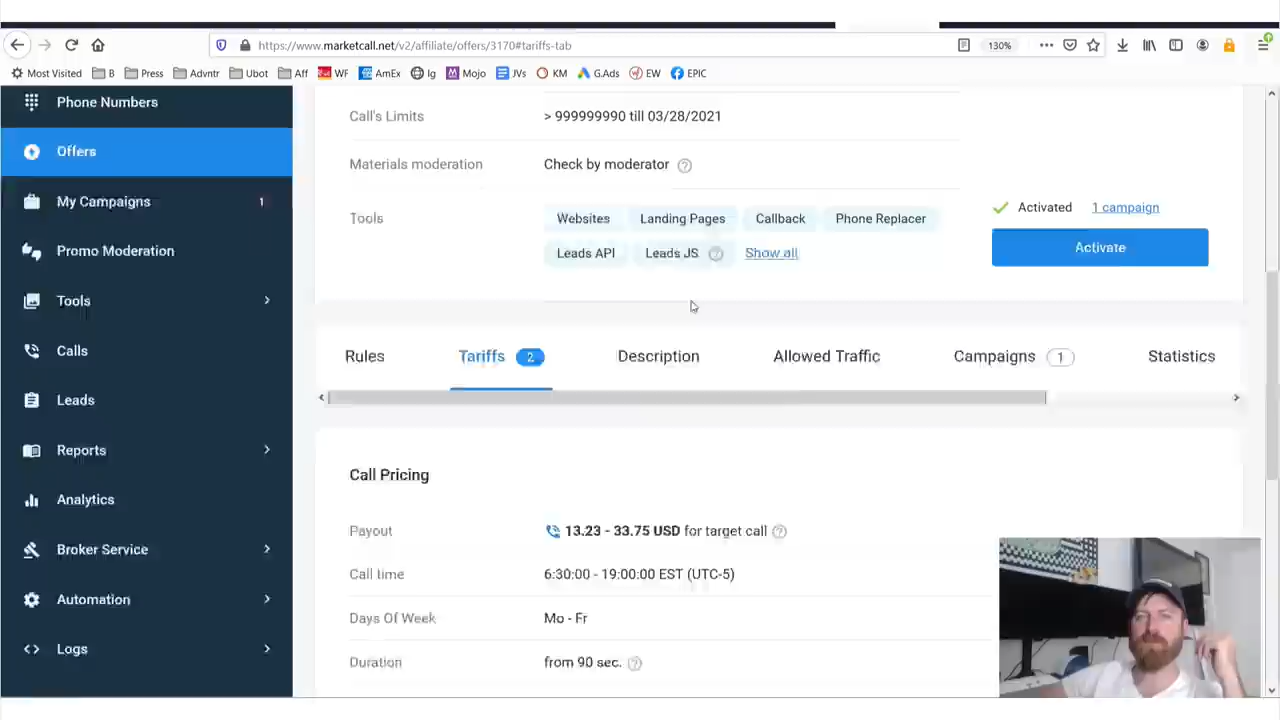 https://www.marketcall.net/v2/affiliate/offers/3170#tariffs-tab
130%
Most Visited B Press Advntr Ubot Aff WF AmEx Ig Mojo JVs KM G.Ads EW EPIC
Phone Numbers
Offers
My Campaigns 1
Promo Moderation
Tools
Calls
Leads
Reports
Analytics
Broker Service
Automation
Logs
Call's Limits > 999999990 till 03/28/2021
Materials moderation Check by moderator ?
Tools Websites Landing Pages Callback Phone Replacer
Leads API Leads JS ? Show all
Activated 1 campaign
Activate
Rules Tariffs 2 Description Allowed Traffic Campaigns 1 Statistics
Call Pricing
Payout 13.23 - 33.75 USD for target call ?
Call time 6:30:00 - 19:00:00 EST (UTC-5)
Days Of Week Mo - Fr
Duration from 90 sec. ?